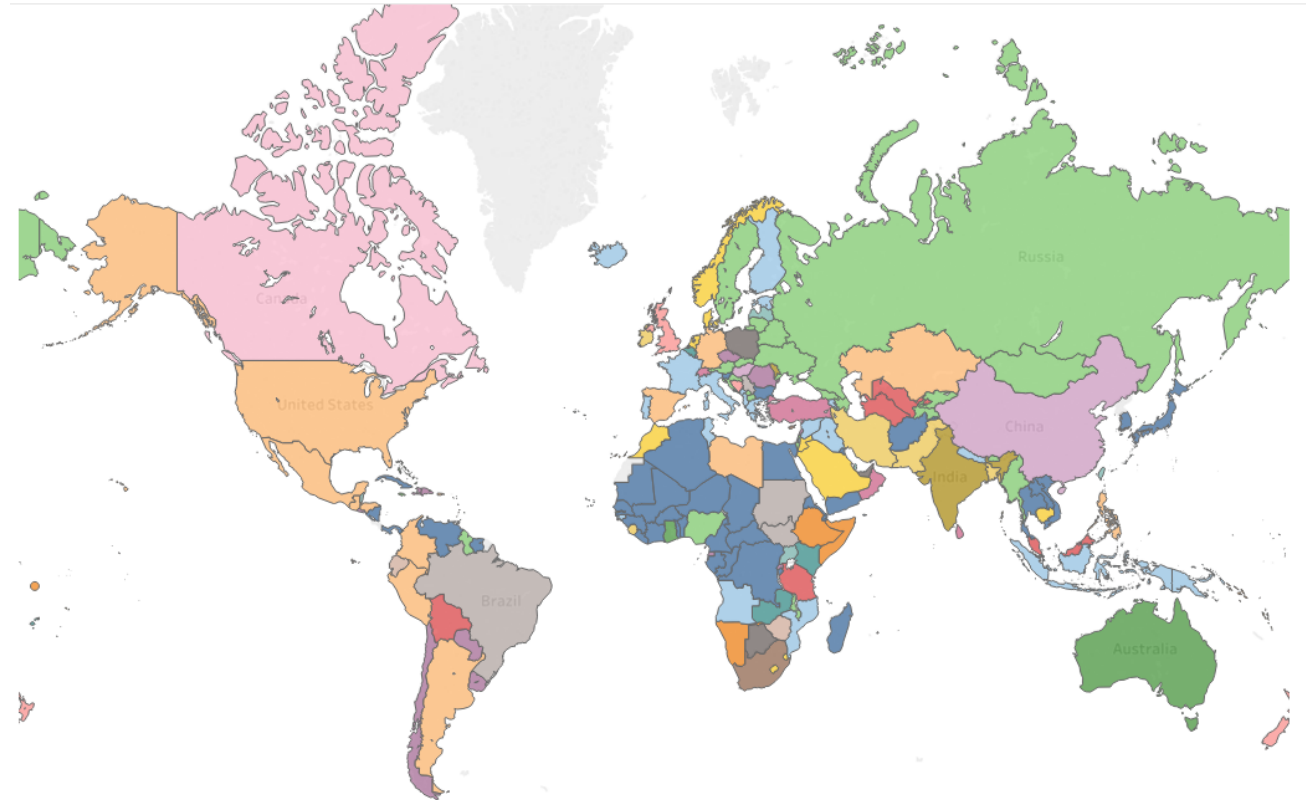 Russia
Canada
United States
China
India
Brazil
Australia